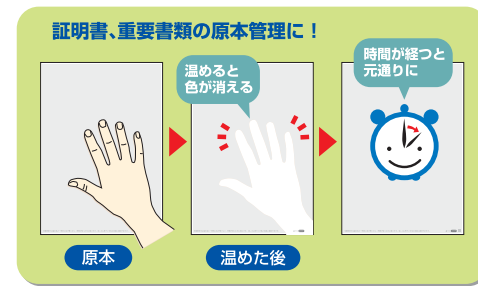 証明書、重要書類の原本管理に！
温めると
色が消える
時間が経つと
元通りに
原本
温めた後